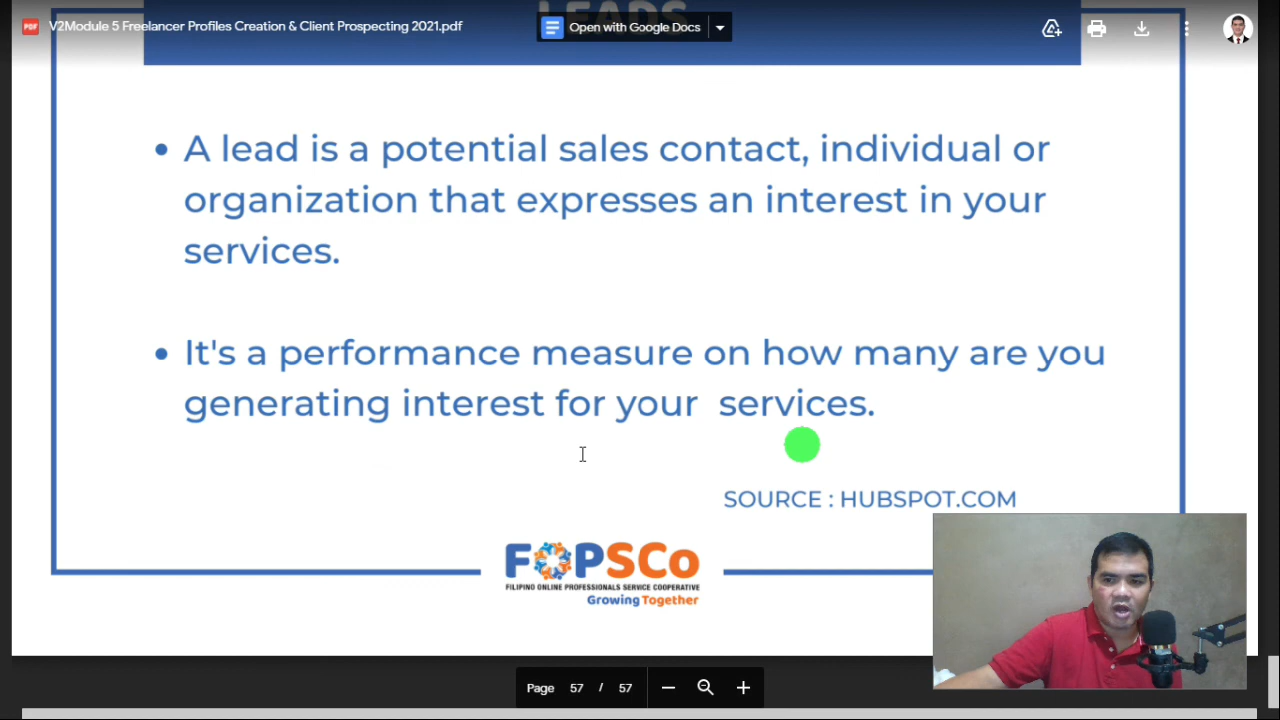 V2Module 5 Freelancer Profiles Creation & Client Prospecting 2021.pdf
Open with Google Docs
PDF
LEADS
• A lead is a potential sales contact, individual or
organization that expresses an interest in your
services.
• It's a performance measure on how many are you
generating interest for your services.
SOURCE : HUBSPOT.COM
FOPSCo
FILIPINO ONLINE PROFESSIONALS SERVICE COOPERATIVE
Growing Together
Page 57 / 57